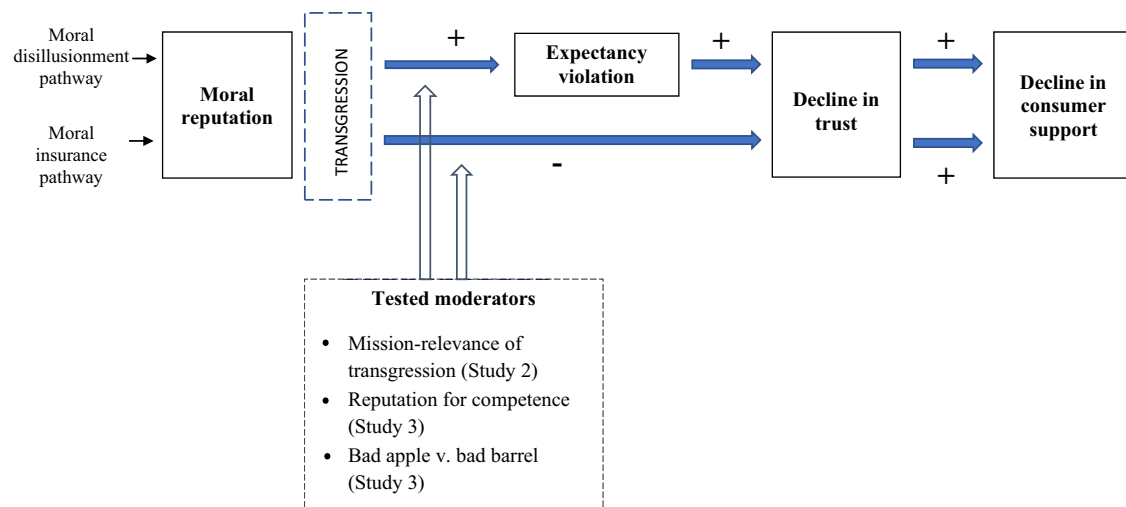 Moral
disillusionment
pathway
Moral
insurance
pathway
Moral
reputation
TRANSGRESSION
+
Expectancy
violation
+
-
Decline in
trust
+
+
Decline in
consumer
support
Tested moderators
• Mission-relevance of
transgression (Study 2)
• Reputation for competence
(Study 3)
• Bad apple v. bad barrel
(Study 3)